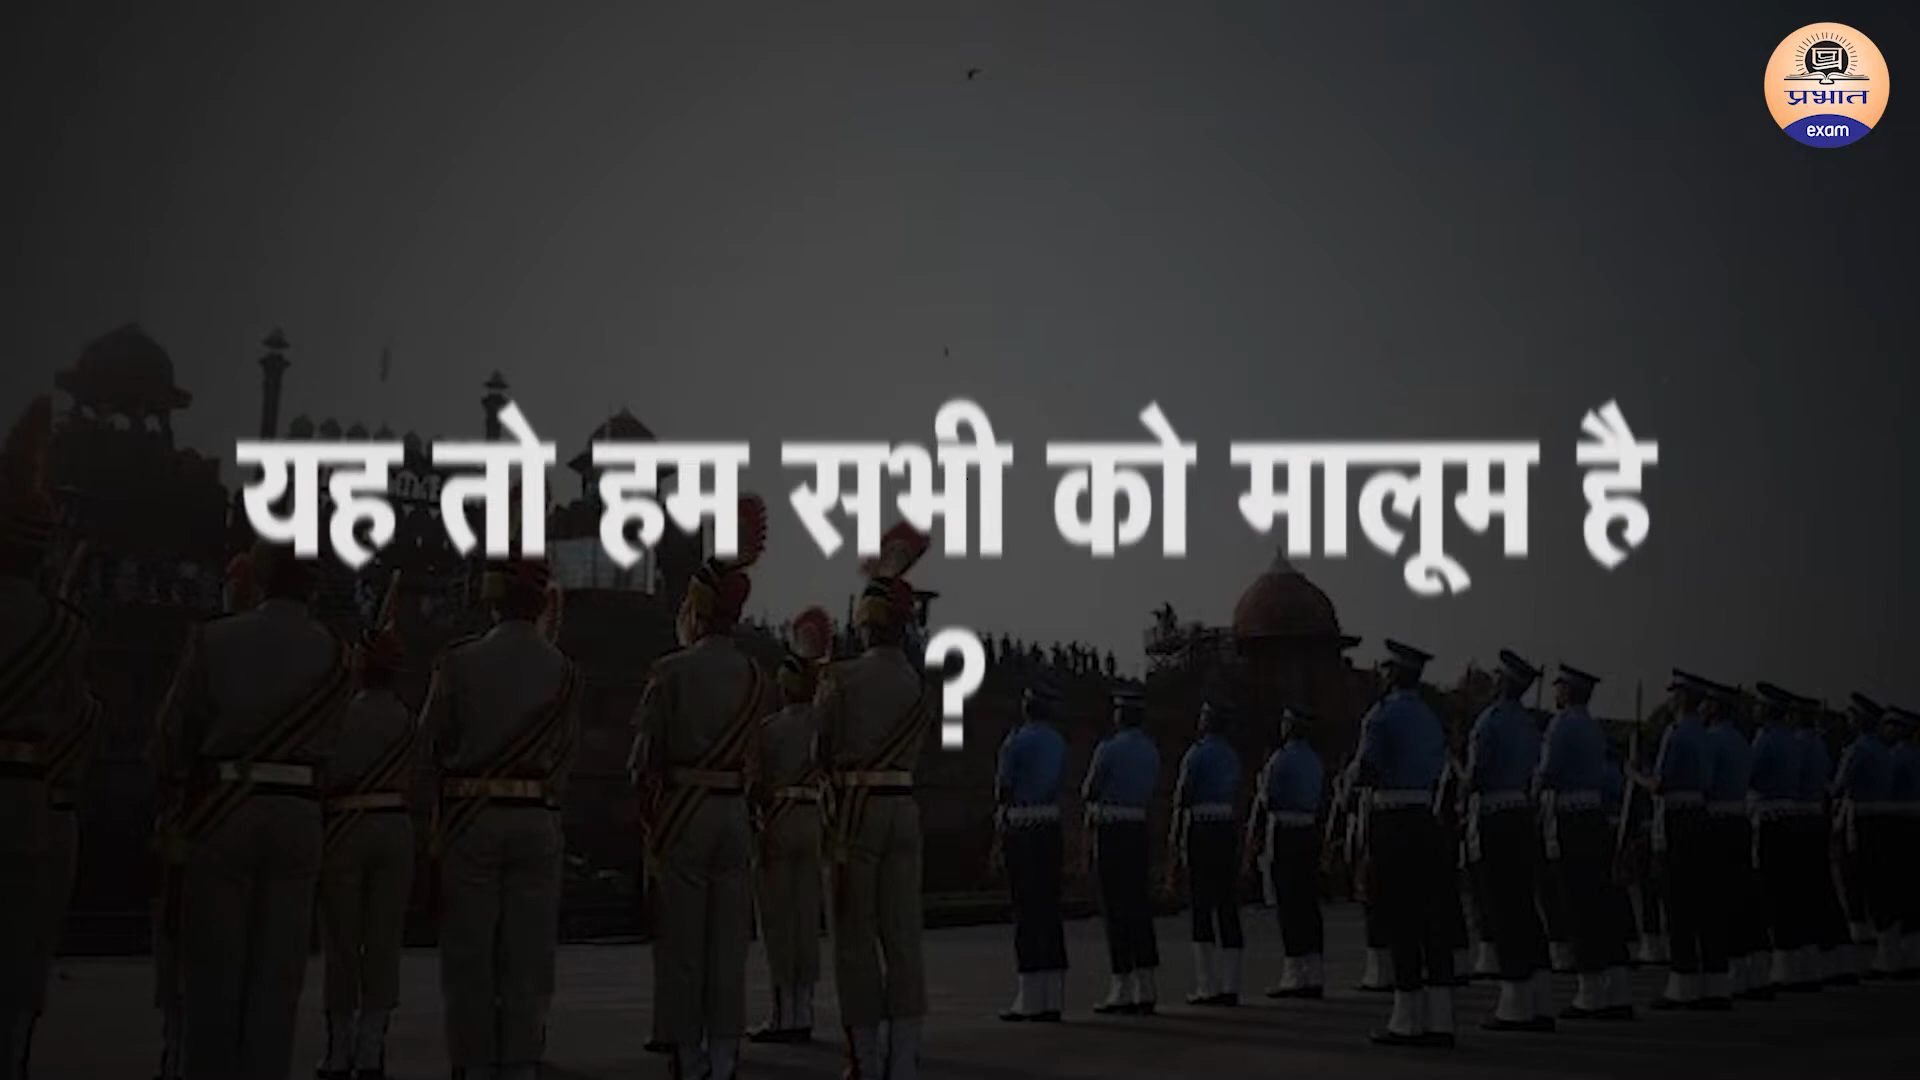 प्रभात
exam
यह तो हम सभी को मालूम है
?